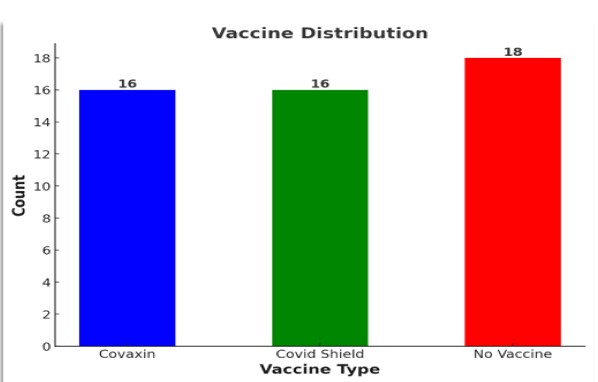 Vaccine Distribution
18
16
16
18
16
14
12
10
8
6
4
2
0
Count
Covaxin
Covid Shield
No Vaccine
Vaccine Type